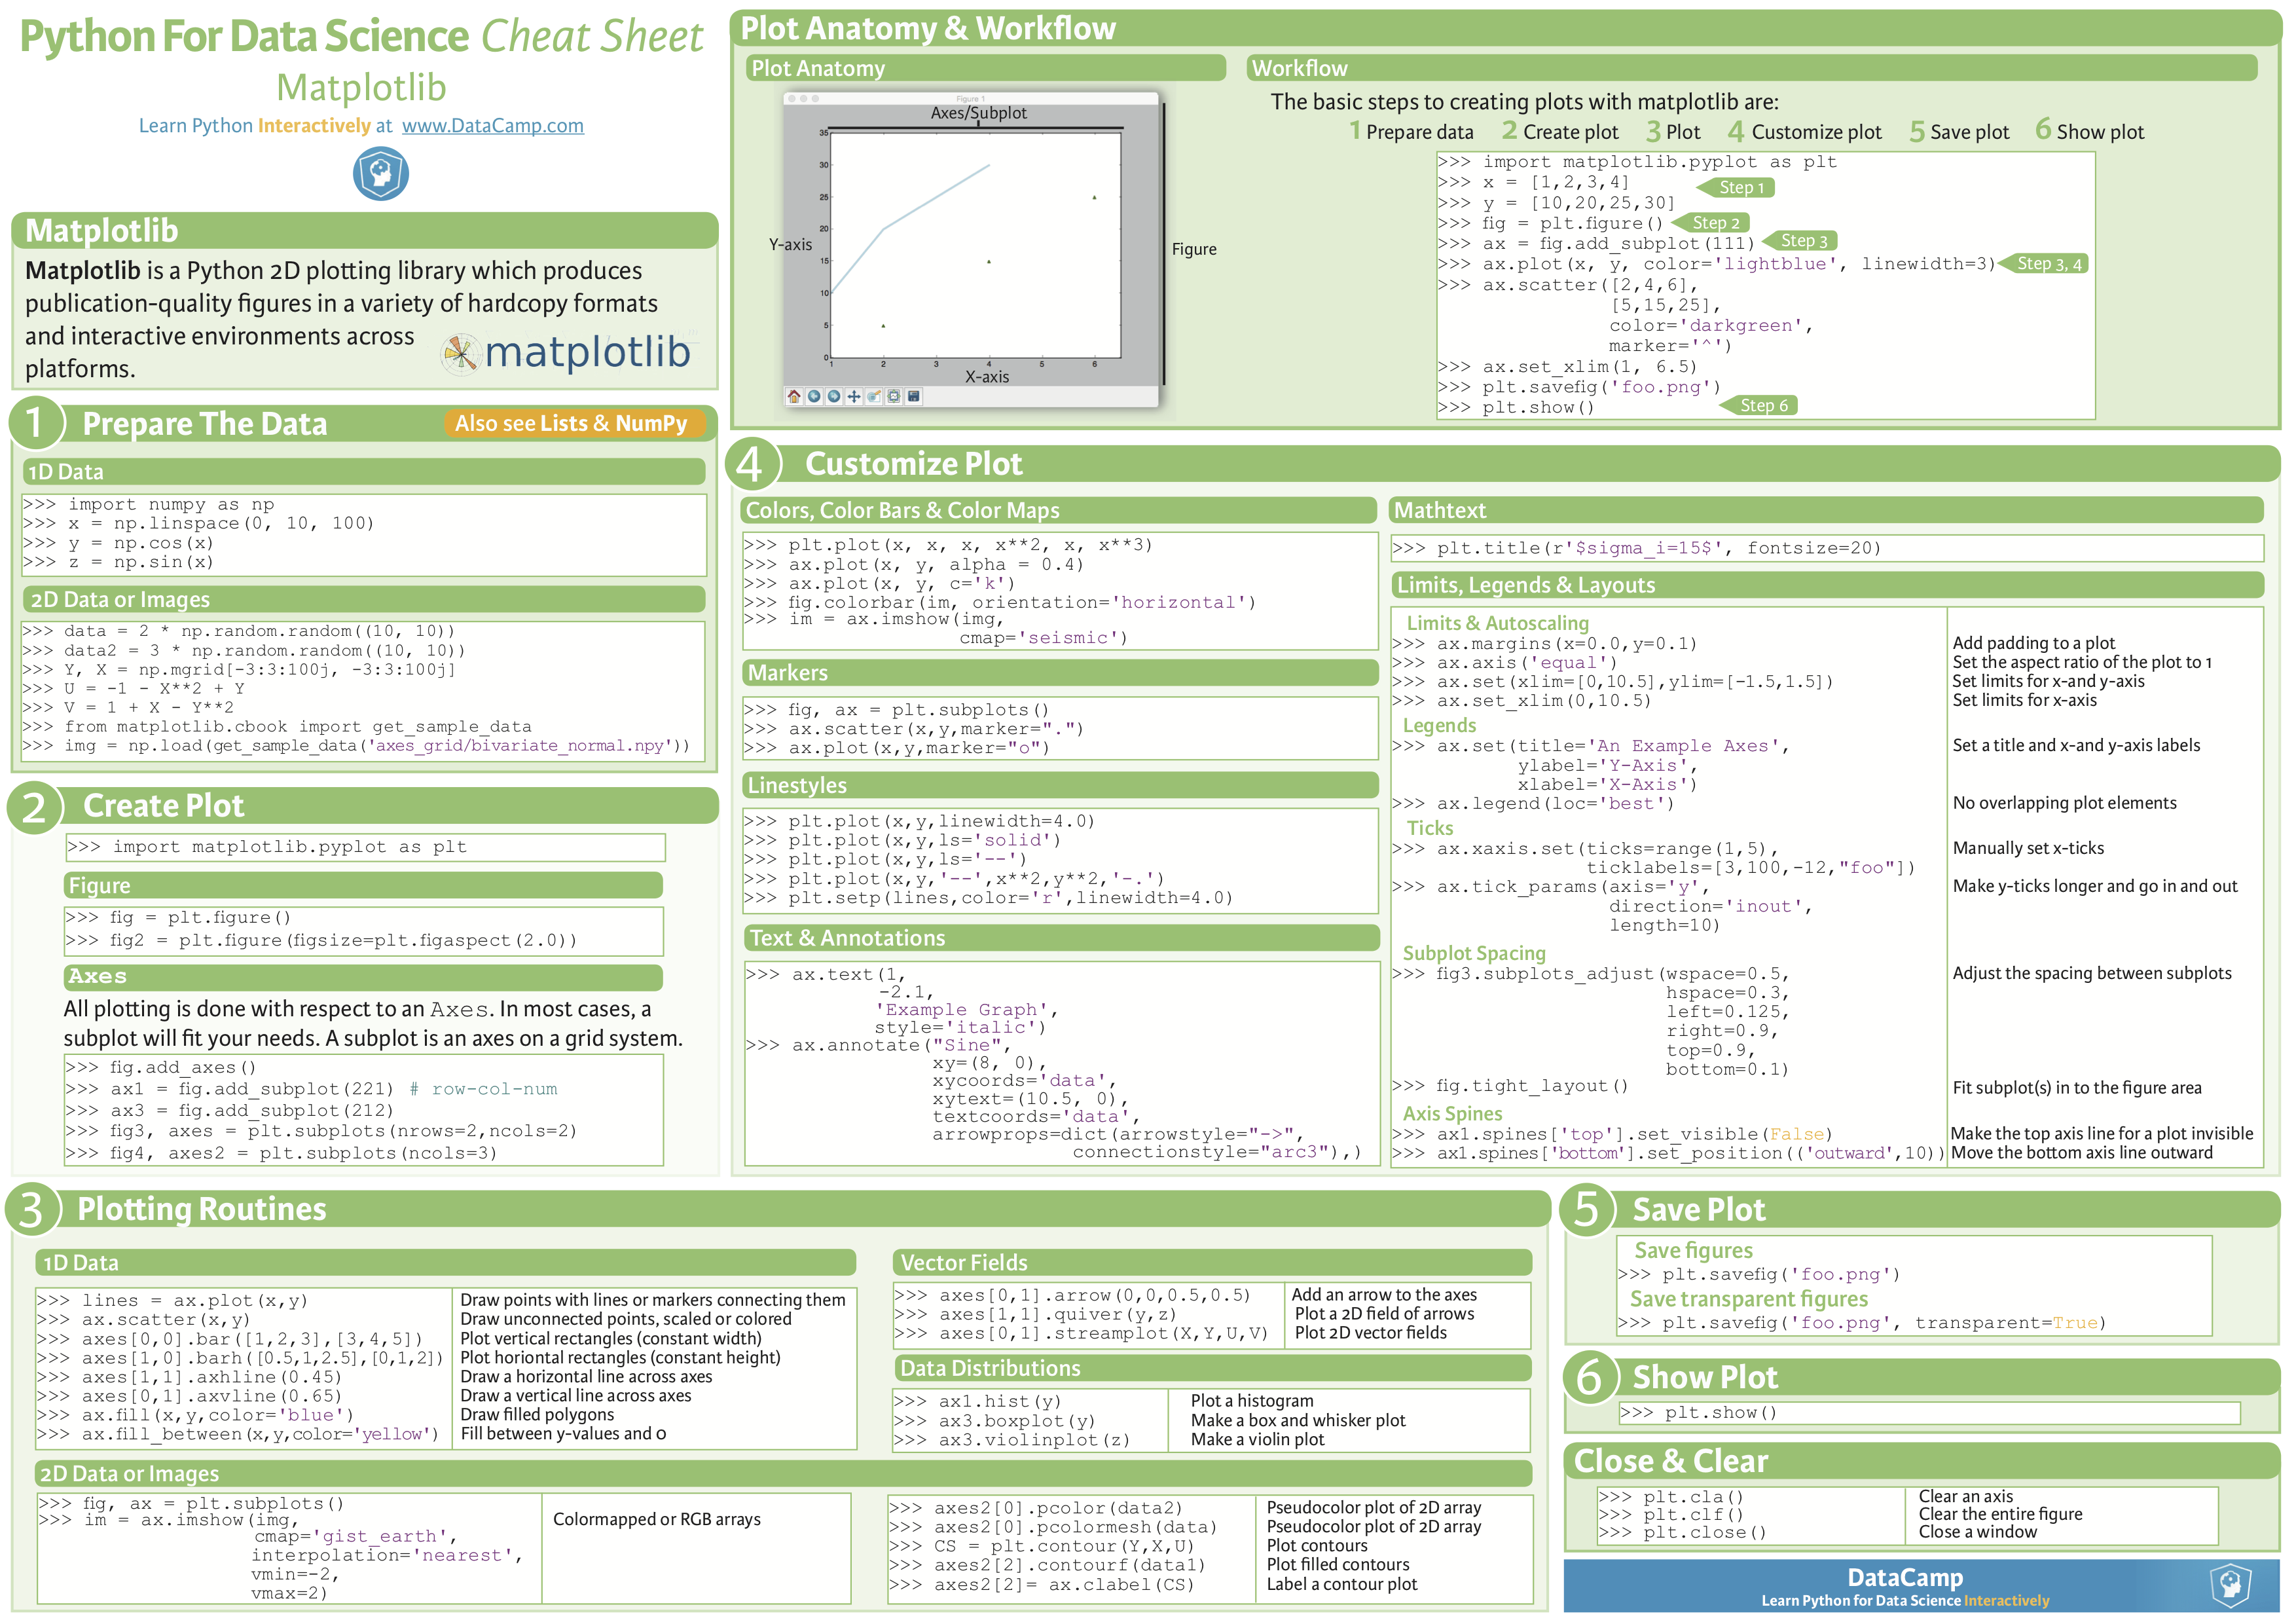 Python For Data Science Cheat Sheet
Matplotlib
Learn Python Interactively at www.DataCamp.com
Matplotlib
Matplotlib is a Python 2D plotting library which produces
publication-quality figures in a variety of hardcopy formats
and interactive environments across
platforms.
matplotlib
1 Prepare The Data
Also see Lists & NumPy
1D Data
>>> import numpy as np
>>> x = np.linspace(0, 10, 100)
>>> y = np.cos(x)
>>> z = np.sin(x)
2D Data or Images
>>> data = 2 * np.random.random((10, 10))
>>> data2 = 3 * np.random.random((10, 10))
>>> Y, X = np.mgrid[-3:3:100j, -3:3:100j]
>>> U = -1 - X**2 + Y
>>> V = 1 + X - Y**2
>>> from matplotlib.cbook import get_sample_data
>>> img = np.load(get_sample_data('axes_grid/bivariate_normal.npy'))
2 Create Plot
>>> import matplotlib.pyplot as plt
Figure
>>> fig = plt.figure()
>>> fig2 = plt.figure(figsize=plt.figaspect(2.0))
Axes
All plotting is done with respect to an Axes. In most cases, a
subplot will fit your needs. A subplot is an axes on a grid system.
>>> fig.add_axes()
>>> ax1 = fig.add_subplot(221) # row-col-num
>>> ax3 = fig.add_subplot(212)
>>> fig3, axes = plt.subplots(nrows=2,ncols=2)
>>> fig4, axes2 = plt.subplots(ncols=3)
Plot Anatomy & Workflow
Plot Anatomy
Figure 1
Axes/Subplot
35
30
25
20
15
10
5
0
Y-axis
Figure
1 2 3 4 5 6
X-axis
Workflow
The basic steps to creating plots with matplotlib are:
1 Prepare data 2 Create plot 3 Plot 4 Customize plot 5 Save plot 6 Show plot
>>> import matplotlib.pyplot as plt
>>> x = [1,2,3,4]
Step 1
>>> y = [10,20,25,30]
>>> fig = plt.figure() Step 2
>>> ax = fig.add_subplot(111) Step 3
>>> ax.plot(x, y, color='lightblue', linewidth=3) Step 3, 4
>>> ax.scatter([2,4,6],
[5,15,25],
color='darkgreen',
marker='^')
>>> ax.set_xlim(1, 6.5)
>>> plt.savefig('foo.png')
>>> plt.show() Step 6
4 Customize Plot
Colors, Color Bars & Color Maps
>>> plt.plot(x, x, x, x**2, x, x**3)
>>> ax.plot(x, y, alpha = 0.4)
>>> ax.plot(x, y, c='k')
>>> fig.colorbar(im, orientation='horizontal')
>>> im = ax.imshow(img,
cmap='seismic')
Markers
>>> fig, ax = plt.subplots()
>>> ax.scatter(x,y,marker=".")
>>> ax.plot(x,y,marker="o")
Linestyles
>>> plt.plot(x,y,linewidth=4.0)
>>> plt.plot(x,y,ls='solid')
>>> plt.plot(x,y,ls='--')
>>> plt.plot(x,y,'--',x**2,y**2,'-.')
>>> plt.setp(lines,color='r',linewidth=4.0)
Text & Annotations
>>> ax.text(1,
-2.1,
'Example Graph',
style='italic')
>>> ax.annotate("Sine",
xy=(8, 0),
xycoords='data',
xytext=(10.5, 0),
textcoords='data',
arrowprops=dict(arrowstyle="->",
connectionstyle="arc3"),)
Mathtext
>>> plt.title(r'$sigma_i=15$', fontsize=20)
Limits, Legends & Layouts
Limits & Autoscaling
>>> ax.margins(x=0.0,y=0.1) Add padding to a plot
>>> ax.axis('equal') Set the aspect ratio of the plot to 1
>>> ax.set(xlim=[0,10.5],ylim=[-1.5,1.5]) Set limits for x-and y-axis
>>> ax.set_xlim(0,10.5) Set limits for x-axis
Legends
>>> ax.set(title='An Example Axes', Set a title and x-and y-axis labels
ylabel='Y-Axis',
xlabel='X-Axis')
>>> ax.legend(loc='best') No overlapping plot elements
Ticks
>>> ax.xaxis.set(ticks=range(1,5), Manually set x-ticks
ticklabels=[3,100,-12,"foo"])
>>> ax.tick_params(axis='y', Make y-ticks longer and go in and out
direction='inout',
length=10)
Subplot Spacing
>>> fig3.subplots_adjust(wspace=0.5, Adjust the spacing between subplots
hspace=0.3,
left=0.125,
right=0.9,
top=0.9,
bottom=0.1)
>>> fig.tight_layout() Fit subplot(s) in to the figure area
Axis Spines
>>> ax1.spines['top'].set_visible(False) Make the top axis line for a plot invisible
>>> ax1.spines['bottom'].set_position(('outward',10)) Move the bottom axis line outward
3 Plotting Routines
1D Data
>>> lines = ax.plot(x,y) Draw points with lines or markers connecting them
>>> ax.scatter(x,y) Draw unconnected points, scaled or colored
>>> axes[0,0].bar([1,2,3],[3,4,5]) Plot vertical rectangles (constant width)
>>> axes[1,0].barh([0.5,1,2.5],[0,1,2]) Plot horiontal rectangles (constant height)
>>> axes[1,1].axhline(0.45) Draw a horizontal line across axes
>>> axes[0,1].axvline(0.65) Draw a vertical line across axes
>>> ax.fill(x,y,color='blue') Draw filled polygons
>>> ax.fill_between(x,y,color='yellow') Fill between y-values and 0
Vector Fields
>>> axes[0,1].arrow(0,0,0.5,0.5) Add an arrow to the axes
>>> axes[1,1].quiver(y,z) Plot a 2D field of arrows
>>> axes[0,1].streamplot(X,Y,U,V) Plot 2D vector fields
Data Distributions
>>> ax1.hist(y) Plot a histogram
>>> ax3.boxplot(y) Make a box and whisker plot
>>> ax3.violinplot(z) Make a violin plot
2D Data or Images
>>> fig, ax = plt.subplots()
>>> im = ax.imshow(img, Colormapped or RGB arrays
cmap='gist_earth',
interpolation='nearest',
vmin=-2,
vmax=2)
>>> axes2[0].pcolor(data2) Pseudocolor plot of 2D array
>>> axes2[0].pcolormesh(data) Pseudocolor plot of 2D array
>>> CS = plt.contour(Y,X,U) Plot contours
>>> axes2[2].contourf(data1) Plot filled contours
>>> axes2[2]= ax.clabel(CS) Label a contour plot
5 Save Plot
Save figures
>>> plt.savefig('foo.png')
Save transparent figures
>>> plt.savefig('foo.png', transparent=True)
6 Show Plot
>>> plt.show()
Close & Clear
>>> plt.cla() Clear an axis
>>> plt.clf() Clear the entire figure
>>> plt.close() Close a window
DataCamp
Learn Python for Data Science Interactively